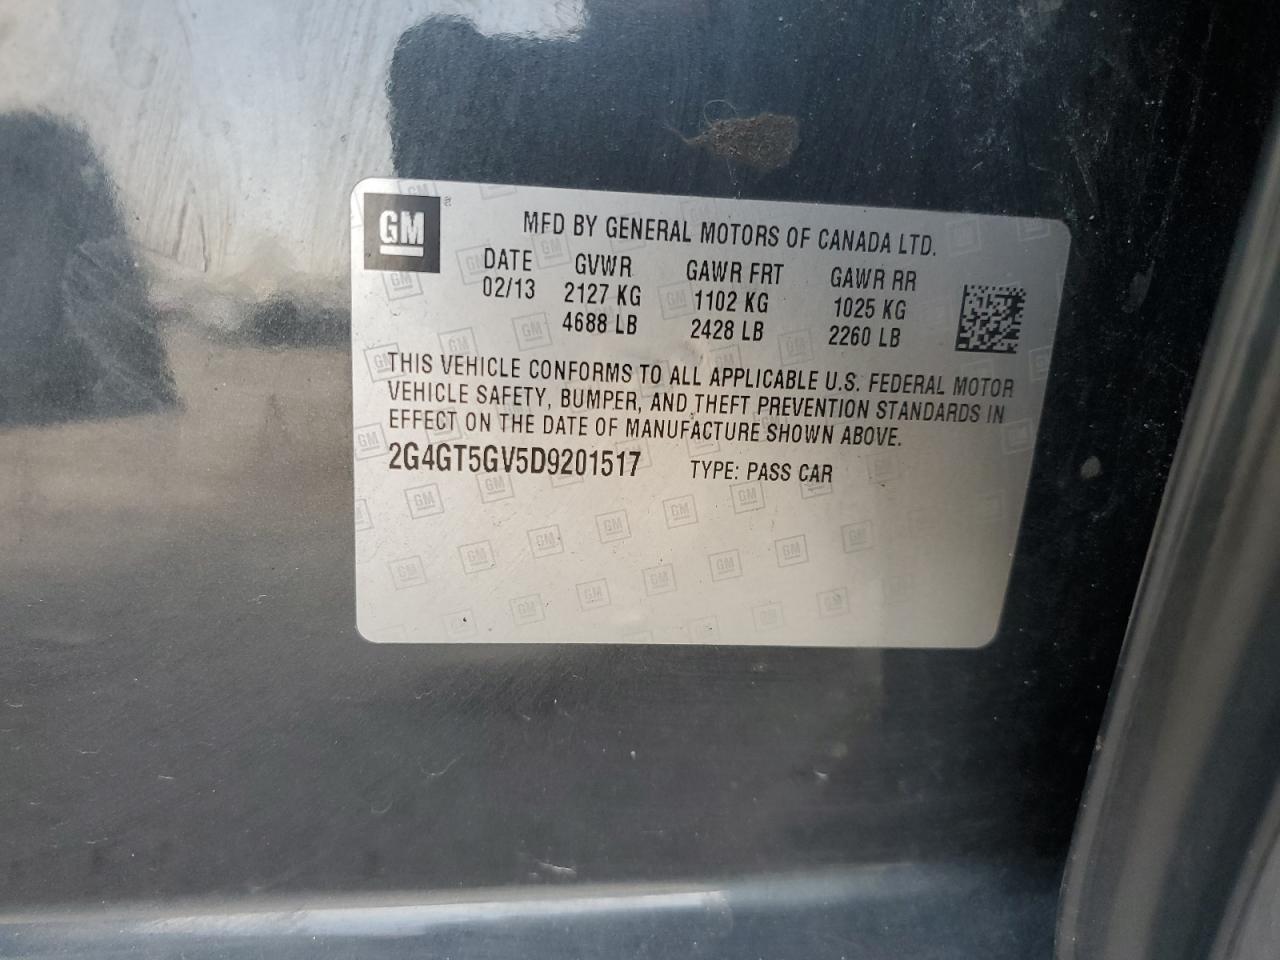 GM
MFD BY GENERAL MOTORS OF CANADA LTD.
DATE GVWR GAWR FRT GAWR RR
02/13 2127 KG 1102 KG 1025 KG
4688 LB 2428 LB 2260 LB
THIS VEHICLE CONFORMS TO ALL APPLICABLE U.S. FEDERAL MOTOR
VEHICLE SAFETY, BUMPER, AND THEFT PREVENTION STANDARDS IN
EFFECT ON THE DATE OF MANUFACTURE SHOWN ABOVE.
2G4GT5GV5D9201517 TYPE: PASS CAR